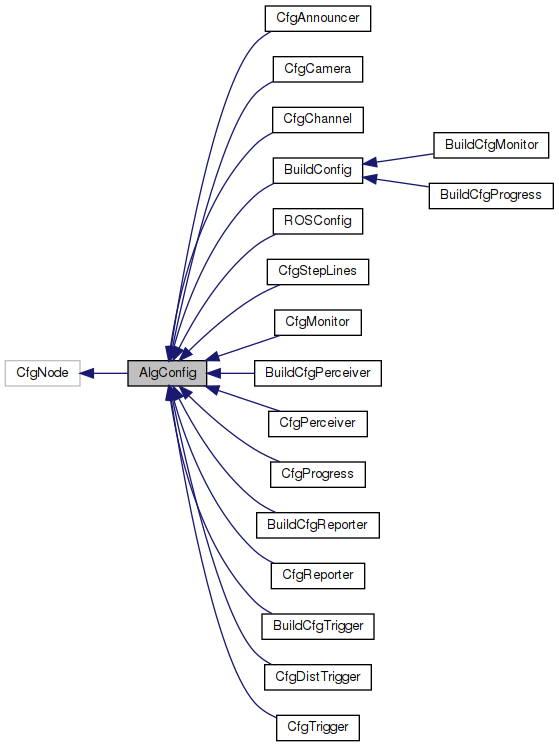 CfgAnnouncer
CfgCamera
CfgChannel
BuildConfig
BuildCfgMonitor
BuildCfgProgress
ROSConfig
CfgStepLines
CfgMonitor
CfgNode
AlgConfig
BuildCfgPerceiver
CfgPerceiver
CfgProgress
BuildCfgReporter
CfgReporter
BuildCfgTrigger
CfgDistTrigger
CfgTrigger